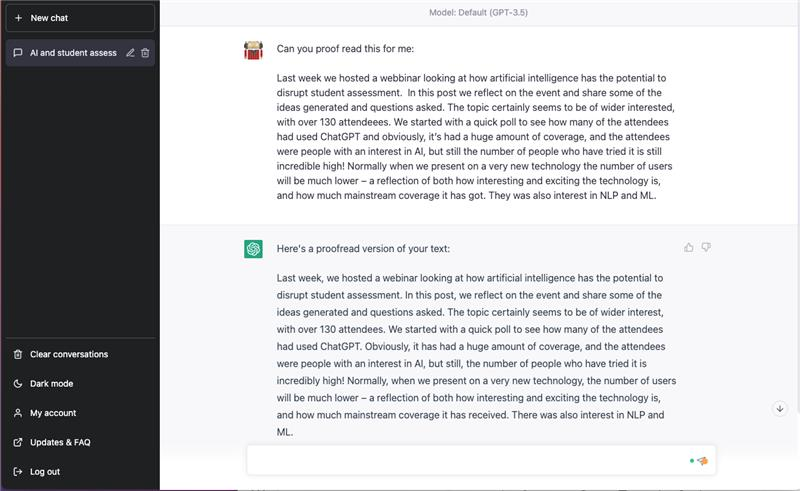 New chat
AI and student assess
Clear conversations
Dark mode
My account
Updates & FAQ
Log out
Model: Default (GPT-3.5)
Can you proof read this for me:
Last week we hosted a webbinar looking at how artificial intelligence has the potential to
disrupt student assessment.  In this post we reflect on the event and share some of the
ideas generated and questions asked. The topic certainly seems to be of wider interested,
with over 130 attendeees. We started with a quick poll to see how many of the attendees
had used ChatGPT and obviously, it's had a huge amount of coverage, and the attendees
were people with an interest in AI, but still the number of people who have tried it is still
incredible high! Normally when we present on a very new technology the number of users
will be much lower – a reflection of both how interesting and exciting the technology is,
and how much mainstream coverage it has got. They was also interest in NLP and ML.
Here's a proofread version of your text:
Last week, we hosted a webinar looking at how artificial intelligence has the potential to
disrupt student assessment. In this post, we reflect on the event and share some of the
ideas generated and questions asked. The topic certainly seems to be of wider interest,
with over 130 attendees. We started with a quick poll to see how many of the attendees
had used ChatGPT. Obviously, it has had a huge amount of coverage, and the attendees
were people with an interest in AI, but still, the number of people who have tried it is
incredibly high! Normally, when we present on a very new technology, the number of users
will be much lower – a reflection of both how interesting and exciting the technology is,
and how much mainstream coverage it has received. There was also interest in NLP and
ML.